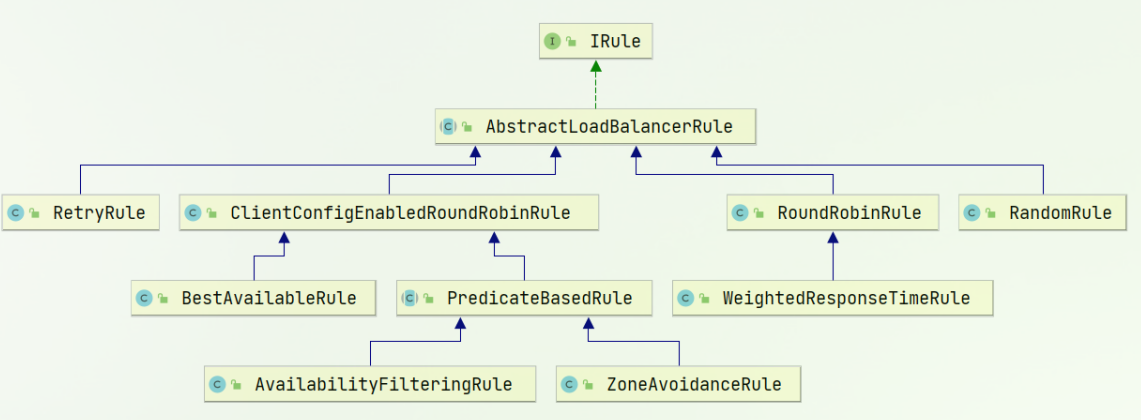 I IRule
C AbstractLoadBalancerRule
C RetryRule C ClientConfigEnabledRoundRobinRule C RoundRobinRule C RandomRule
C BestAvailableRule C PredicateBasedRule C WeightedResponseTimeRule
C AvailabilityFilteringRule C ZoneAvoidanceRule